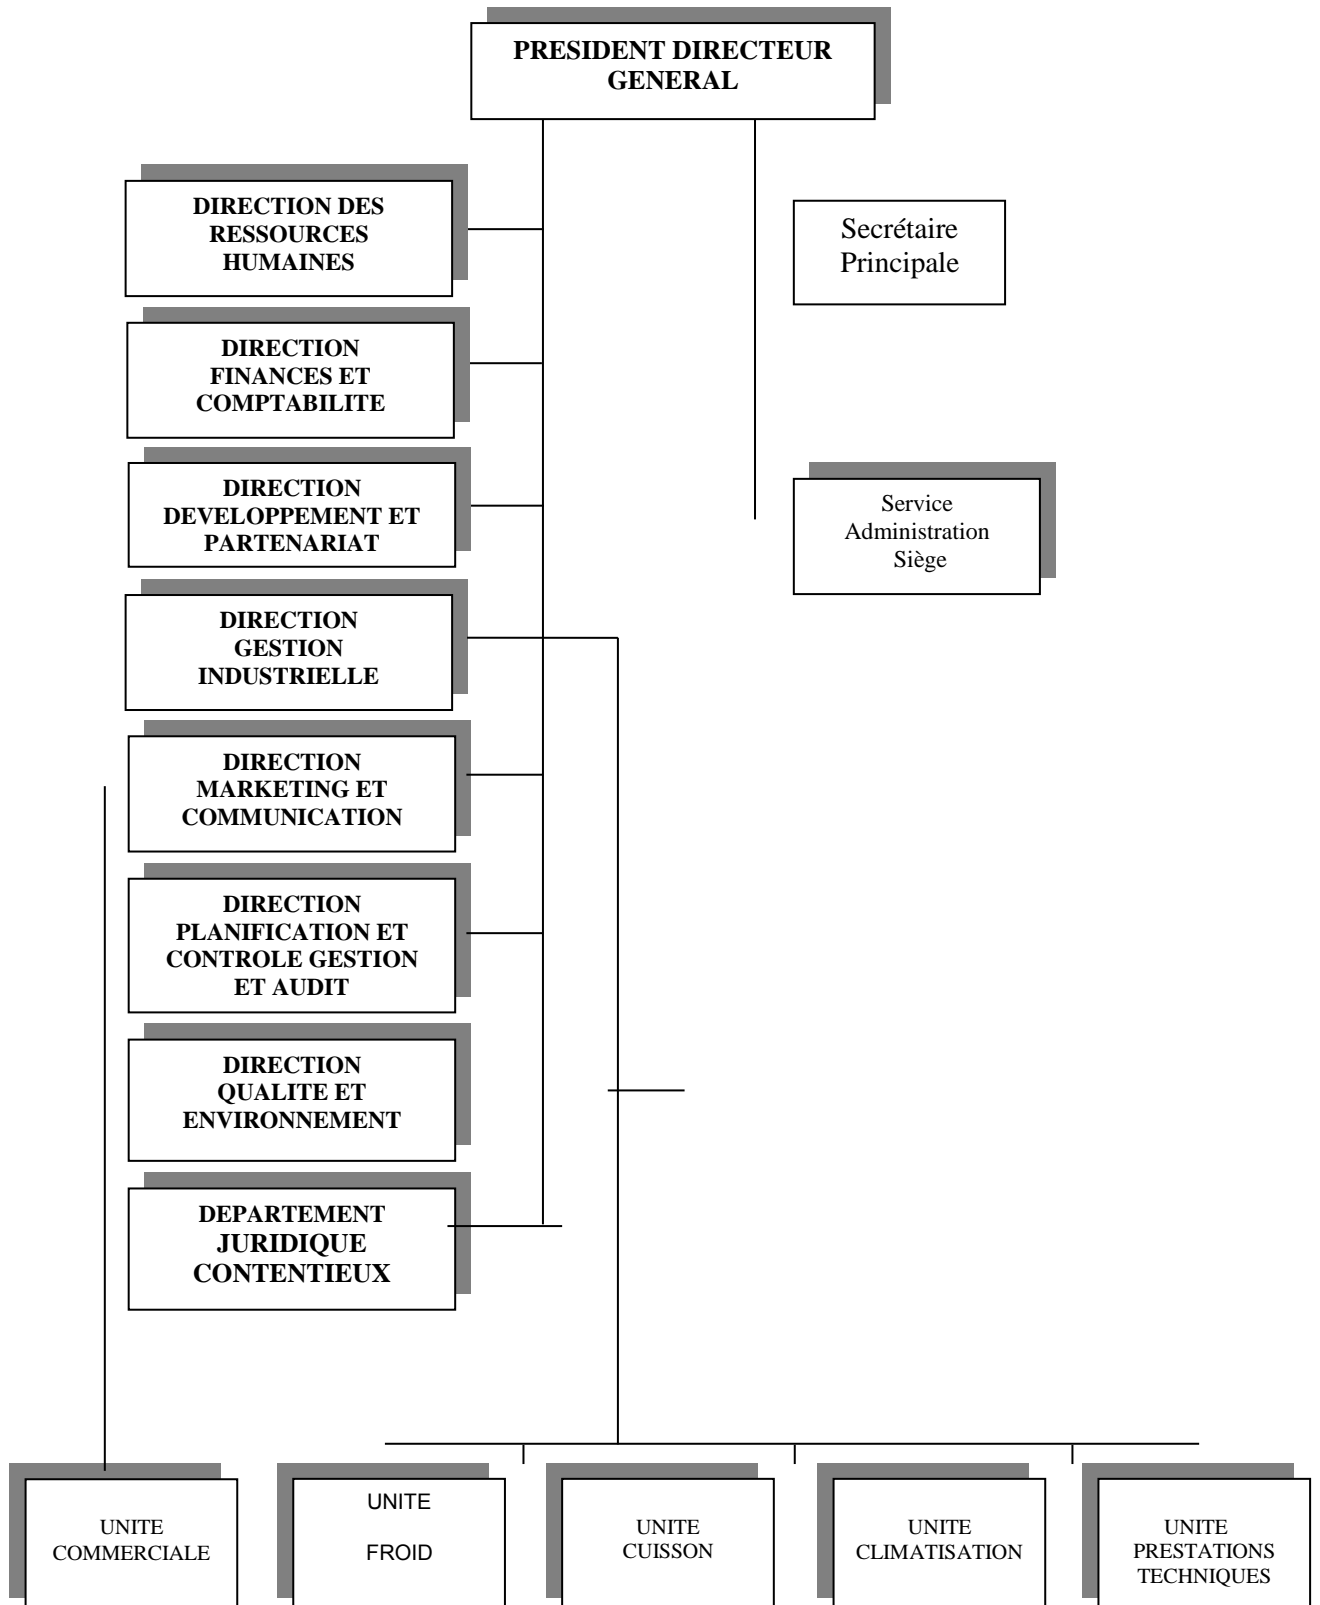 PRESIDENT DIRECTEUR
GENERAL
DIRECTION DES
RESSOURCES
HUMAINES
Secrétaire
Principale
DIRECTION
FINANCES ET
COMPTABILITE
DIRECTION
DEVELOPPEMENT ET
PARTENARIAT
Service
Administration
Siège
DIRECTION
GESTION
INDUSTRIELLE
DIRECTION
MARKETING ET
COMMUNICATION
DIRECTION
PLANIFICATION ET
CONTROLE GESTION
ET AUDIT
DIRECTION
QUALITE ET
ENVIRONNEMENT
DEPARTEMENT
JURIDIQUE
CONTENTIEUX
UNITE
COMMERCIALE
UNITE
FROID
UNITE
CUISSON
UNITE
CLIMATISATION
UNITE
PRESTATIONS
TECHNIQUES